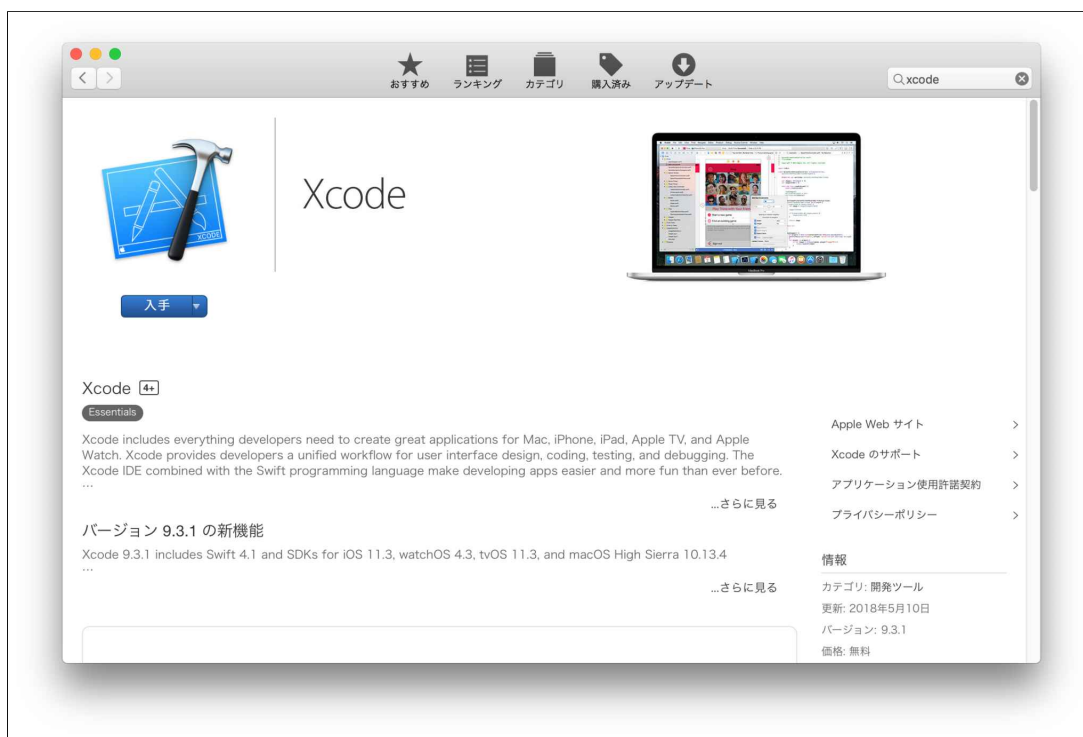 おすすめ
ランキング
カテゴリ
購入済み
アップデート
xcode
XCODE
Xcode
入手
Xcode 4+
Essentials
Xcode includes everything developers need to create great applications for Mac, iPhone, iPad, Apple TV, and Apple
Watch. Xcode provides developers a unified workflow for user interface design, coding, testing, and debugging. The
Xcode IDE combined with the Swift programming language make developing apps easier and more fun than ever before.
...
...さらに見る
バージョン 9.3.1 の新機能
Xcode 9.3.1 includes Swift 4.1 and SDKs for iOS 11.3, watchOS 4.3, tvOS 11.3, and macOS High Sierra 10.13.4
...
...さらに見る
Apple Web サイト
Xcode のサポート
アプリケーション使用許諾契約
プライバシーポリシー
情報
カテゴリ: 開発ツール
更新: 2018年5月10日
バージョン: 9.3.1
価格: 無料